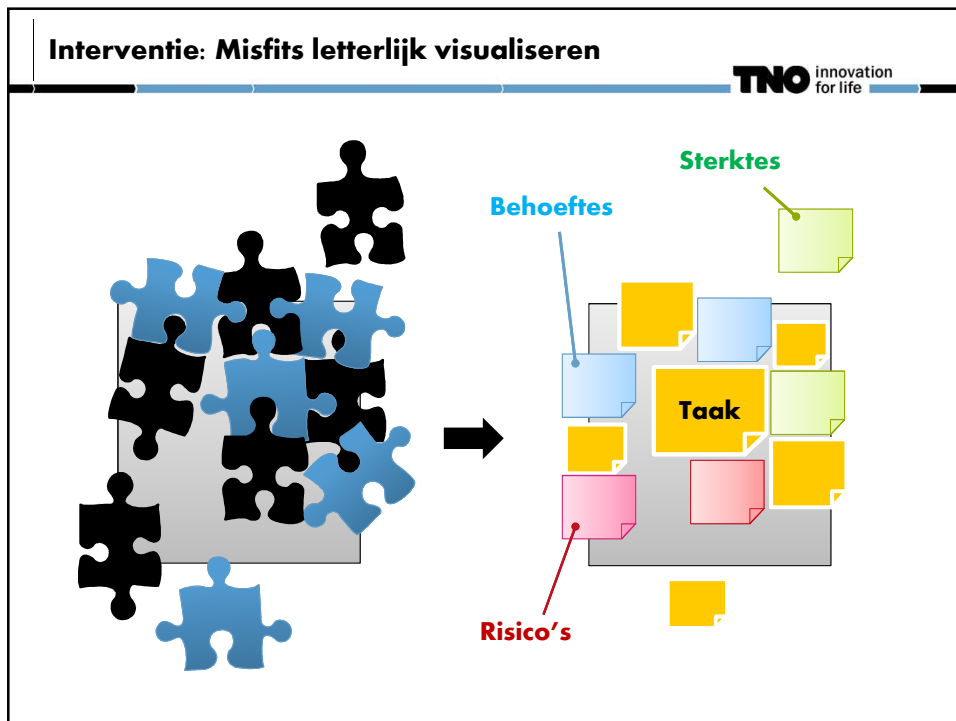 Interventie: Misfits letterlijk visualiseren
TNO innovation
for life
Sterktes
Behoeftes
Taak
Risico's